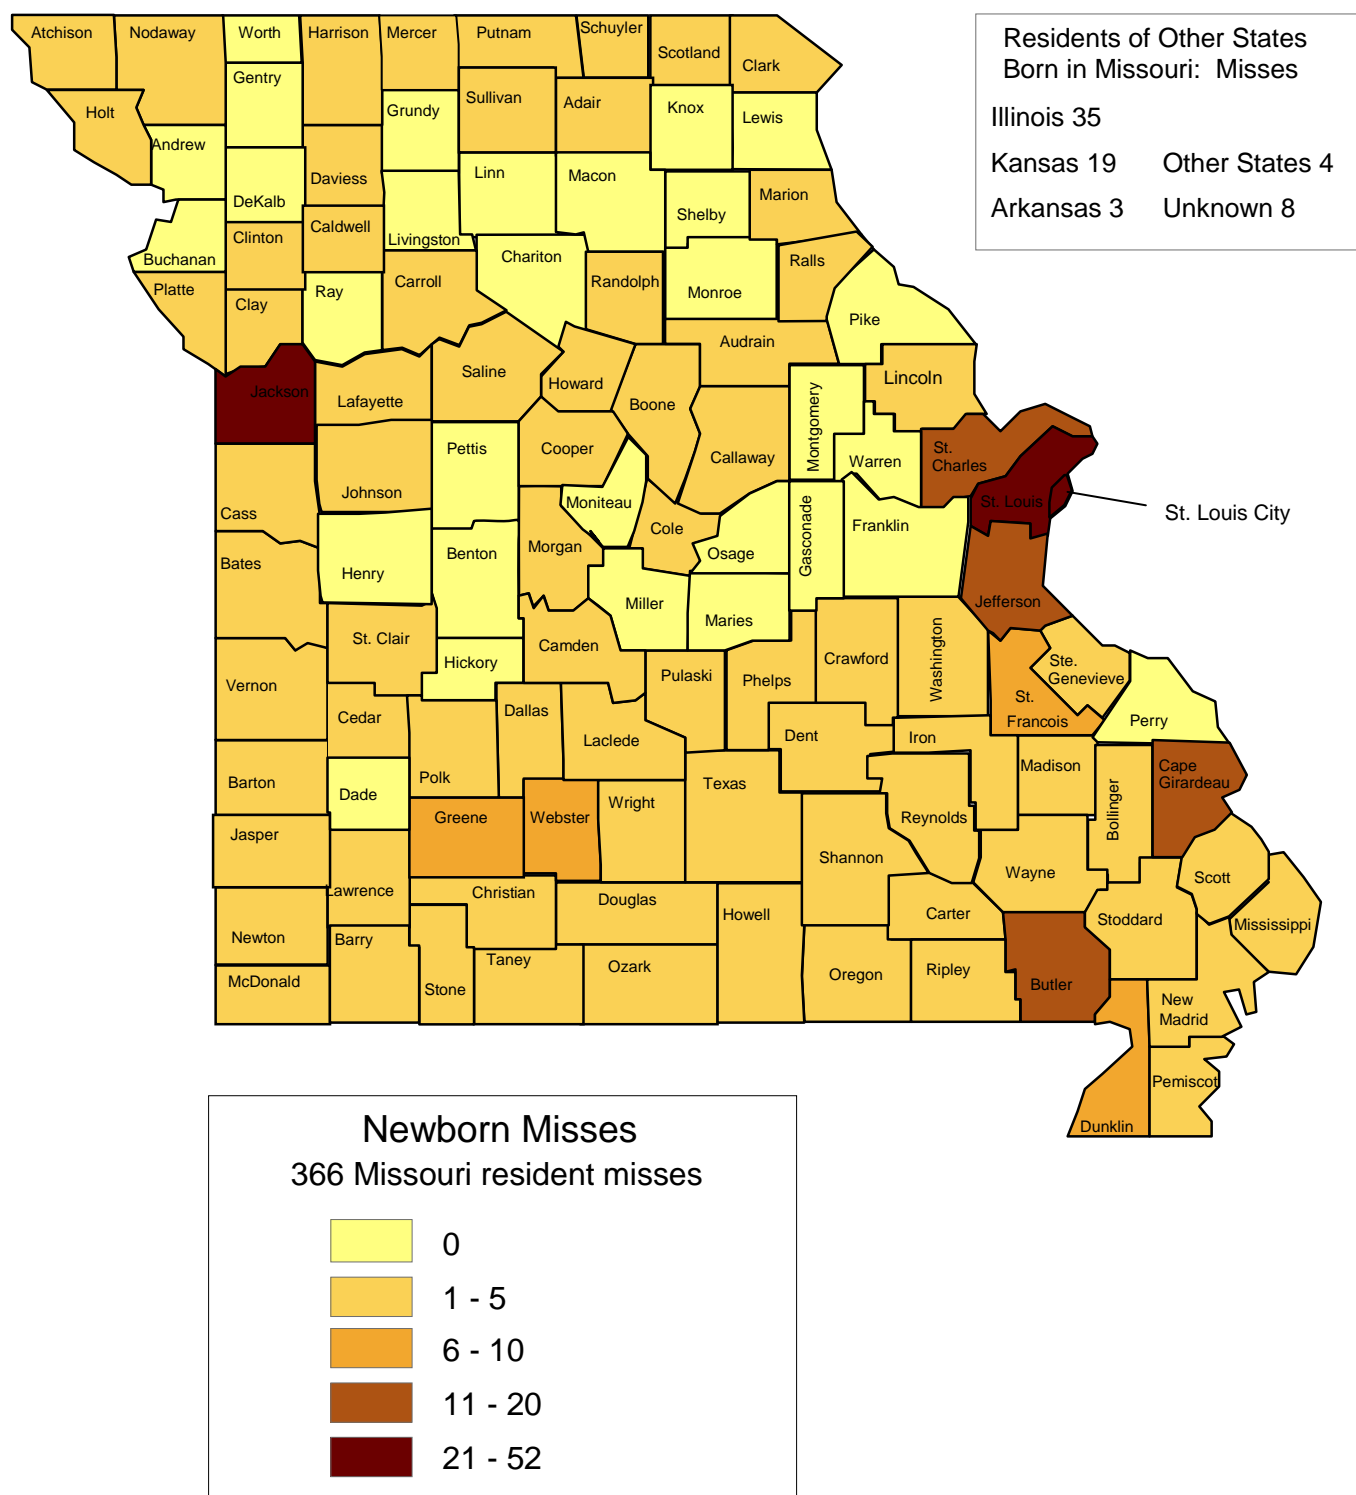 Residents of Other States
Born in Missouri: Misses
Illinois 35
Kansas 19 Other States 4
Arkansas 3 Unknown 8
Atchison
Nodaway
Worth
Harrison
Mercer
Putnam
Schuyler
Scotland
Clark
Gentry
Holt
Grundy
Sullivan
Adair
Knox
Lewis
Andrew
DeKalb
Daviess
Linn
Macon
Shelby
Marion
Buchanan
Clinton
Caldwell
Livingston
Chariton
Randolph
Monroe
Ralls
Platte
Clay
Ray
Carroll
Pike
Audrain
Jackson
Lafayette
Saline
Howard
Boone
Lincoln
Montgomery
Pettis
Cooper
Callaway
Warren
St.
Charles
Johnson
Moniteau
St. Louis
St. Louis City
Cass
Cole
Osage
Gasconade
Franklin
Bates
Henry
Benton
Morgan
Miller
Maries
Jefferson
St. Clair
Hickory
Camden
Pulaski
Phelps
Crawford
Washington
Ste.
Genevieve
Vernon
Cedar
Dallas
Laclede
Dent
Iron
St.
Francois
Perry
Barton
Dade
Polk
Texas
Madison
Cape
Girardeau
Jasper
Greene
Webster
Wright
Reynolds
Bollinger
Shannon
Wayne
Scott
Lawrence
Christian
Douglas
Howell
Carter
Stoddard
Mississippi
Newton
Barry
Taney
Ozark
Oregon
Ripley
Butler
McDonald
Stone
New
Madrid
Pemiscot
Dunklin
Newborn Misses
366 Missouri resident misses
0
1 - 5
6 - 10
11 - 20
21 - 52